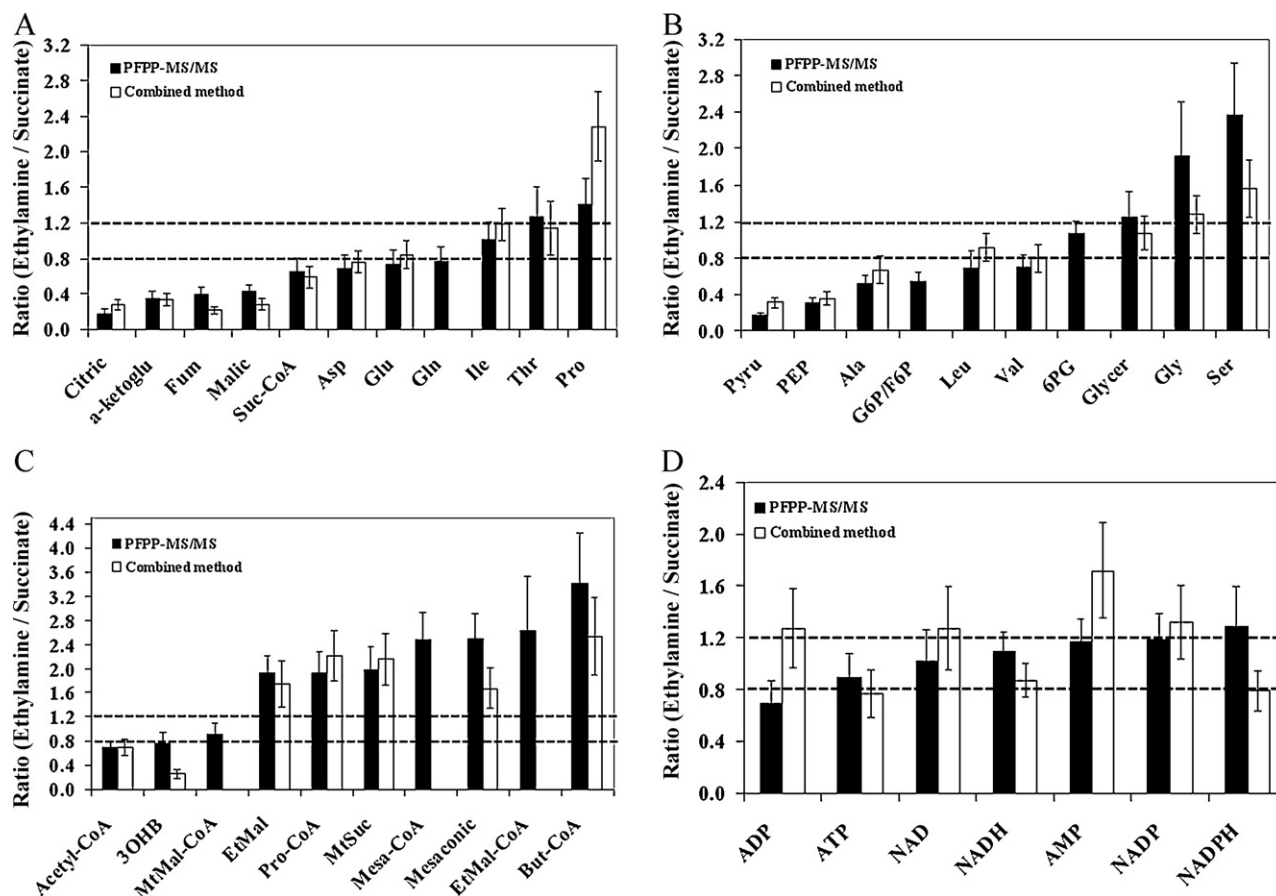 A
Ratio (Ethylamine / Succinate)
3.2
2.8
2.4
2.0
1.6
1.2
0.8
0.4
0.0
PFPP-MS/MS
Combined method
Citric
a-ketoglu
Fum
Malic
Suc-CoA
Asp
Glu
Gln
Ile
Thr
Pro
B
Ratio (Ethylamine / Succinate)
3.2
2.8
2.4
2.0
1.6
1.2
0.8
0.4
0.0
PFPP-MS/MS
Combined method
Pyru
PEP
Ala
G6P/F6P
Leu
Val
6PG
Glycer
Gly
Ser
C
Ratio (Ethylamine / Succinate)
4.4
4.0
3.6
3.2
2.8
2.4
2.0
1.6
1.2
0.8
0.4
0.0
PFPP-MS/MS
Combined method
Acetyl-CoA
3OHB
MtMal-CoA
EtMal
Pro-CoA
MtSuc
Mesa-CoA
Mesaconic
EtMal-CoA
But-CoA
D
Ratio (Ethylamine / Succinate)
2.4
2.0
1.6
1.2
0.8
0.4
0.0
PFPP-MS/MS
Combined method
ADP
ATP
NAD
NADH
AMP
NADP
NADPH